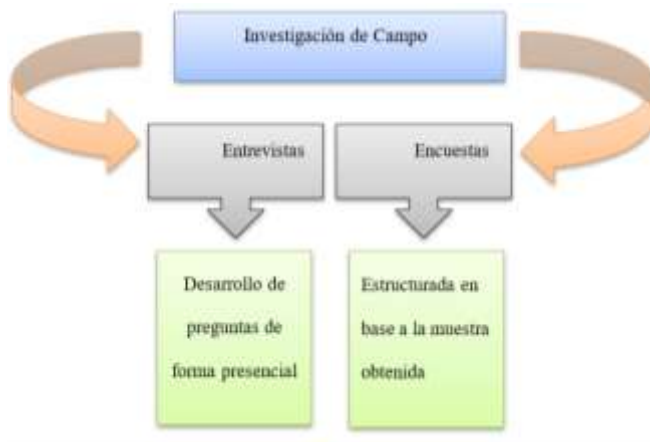 Investigación de Campo
Entrevistas
Encuestas
Desarrollo de
preguntas de
forma presencial
Estructurada en
base a la muestra
obtenida